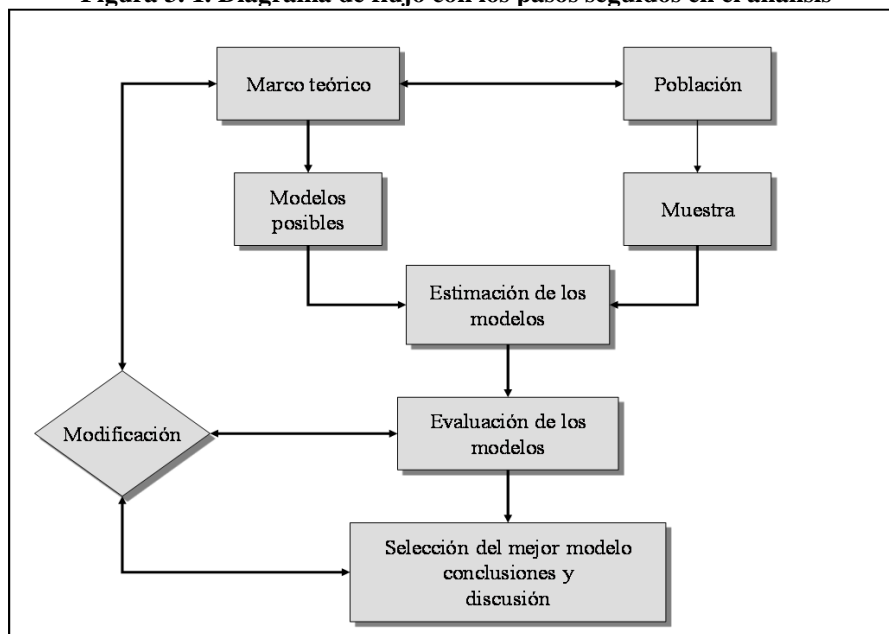 Figura 3. 1. Diagrama de flujo con los pasos seguidos en el análisis
Marco teórico
Población
Modelos
posibles
Muestra
Estimación de los
modelos
Modificación
Evaluación de los
modelos
Selección del mejor modelo
conclusiones y
discusión